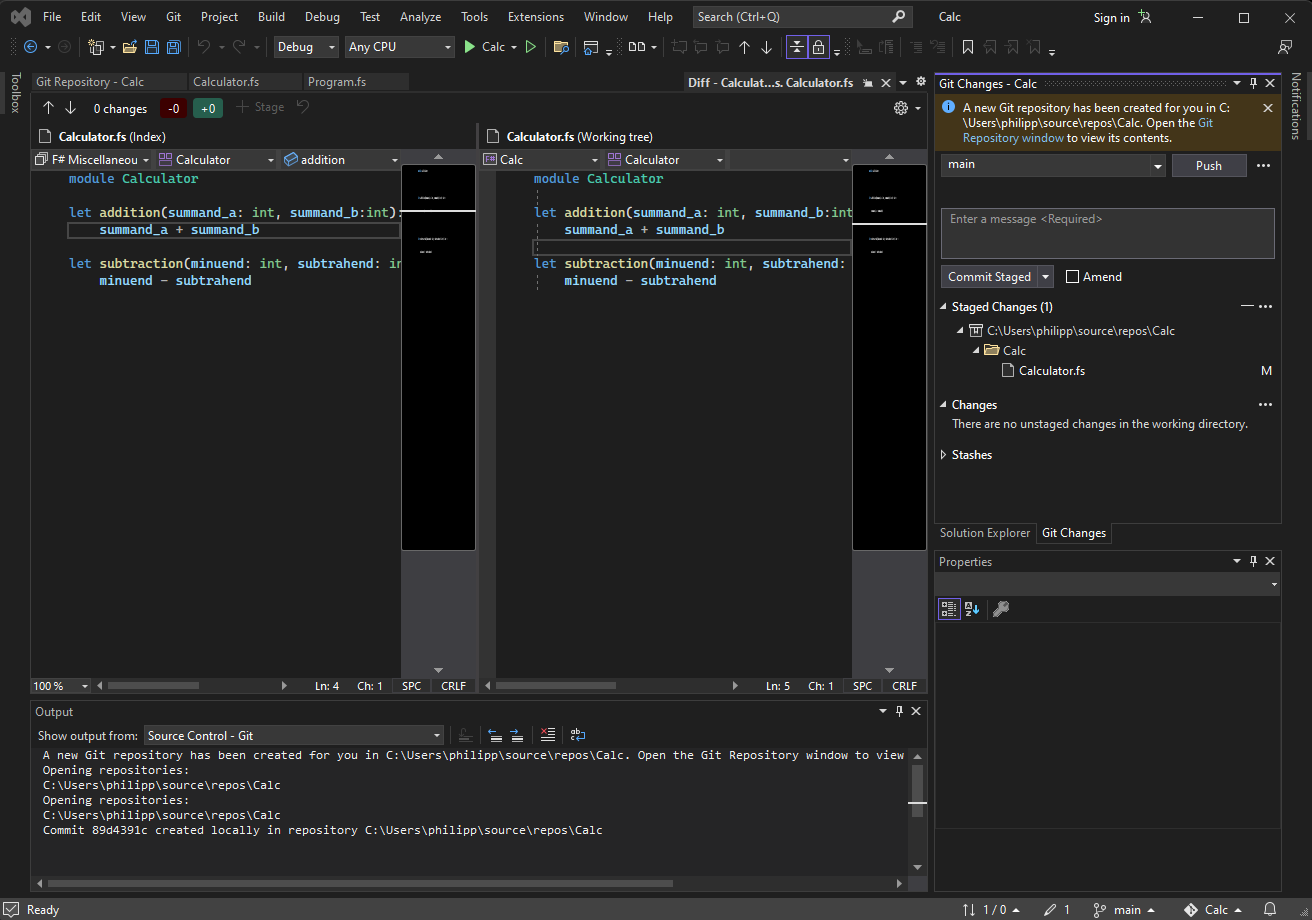 File Edit View Git Project Build Debug Test Analyze Tools Extensions Window Help Search (Ctrl+Q) Calc Sign in
Debug Any CPU Calc
Toolbox
Git Repository - Calc Calculator.fs Program.fs Diff - Calculat...s. Calculator.fs
0 changes -0 +0 Stage
Calculator.fs (Index)
F# Miscellaneou Calculator addition
module Calculator
let addition(summand_a: int, summand_b:int):
summand_a + summand_b
let subtraction(minuend: int, subtrahend: in
minuend - subtrahend
100 % Ln: 4 Ch: 1 SPC CRLF
Calculator.fs (Working tree)
F# Calc Calculator
module Calculator
let addition(summand_a: int, summand_b:int
summand_a + summand_b
let subtraction(minuend: int, subtrahend:
minuend - subtrahend
Ln: 5 Ch: 1 SPC CRLF
Output
Show output from: Source Control - Git
A new Git repository has been created for you in C:\Users\philipp\source\repos\Calc. Open the Git Repository window to view
Opening repositories:
C:\Users\philipp\source\repos\Calc
Opening repositories:
C:\Users\philipp\source\repos\Calc
Commit 89d4391c created locally in repository C:\Users\philipp\source\repos\Calc
Git Changes - Calc
A new Git repository has been created for you in C:
\Users\philipp\source\repos\Calc. Open the Git
Repository window to view its contents.
main Push
Enter a message <Required>
Commit Staged Amend
Staged Changes (1)
C:\Users\philipp\source\repos\Calc
Calc
Calculator.fs M
Changes
There are no unstaged changes in the working directory.
Stashes
Solution Explorer Git Changes
Properties
Notifications
Ready 1 / 0 1 main Calc